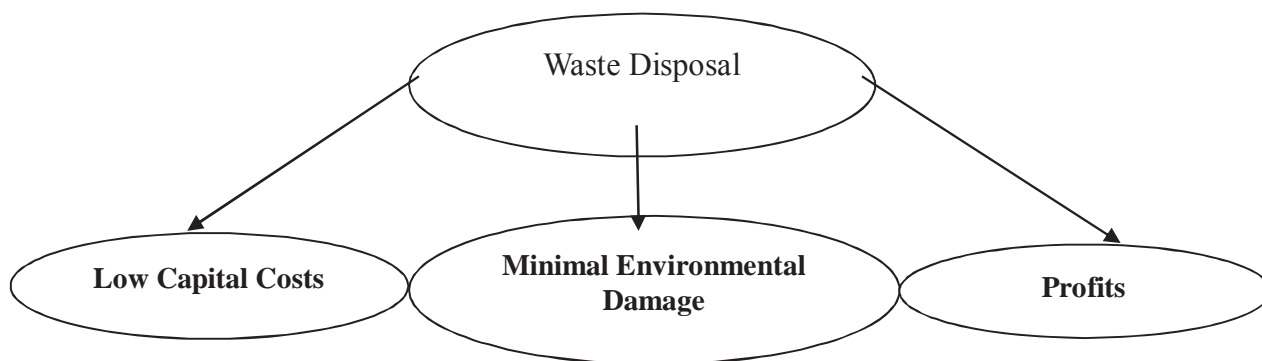 Waste Disposal
Low Capital Costs
Minimal Environmental
Damage
Profits